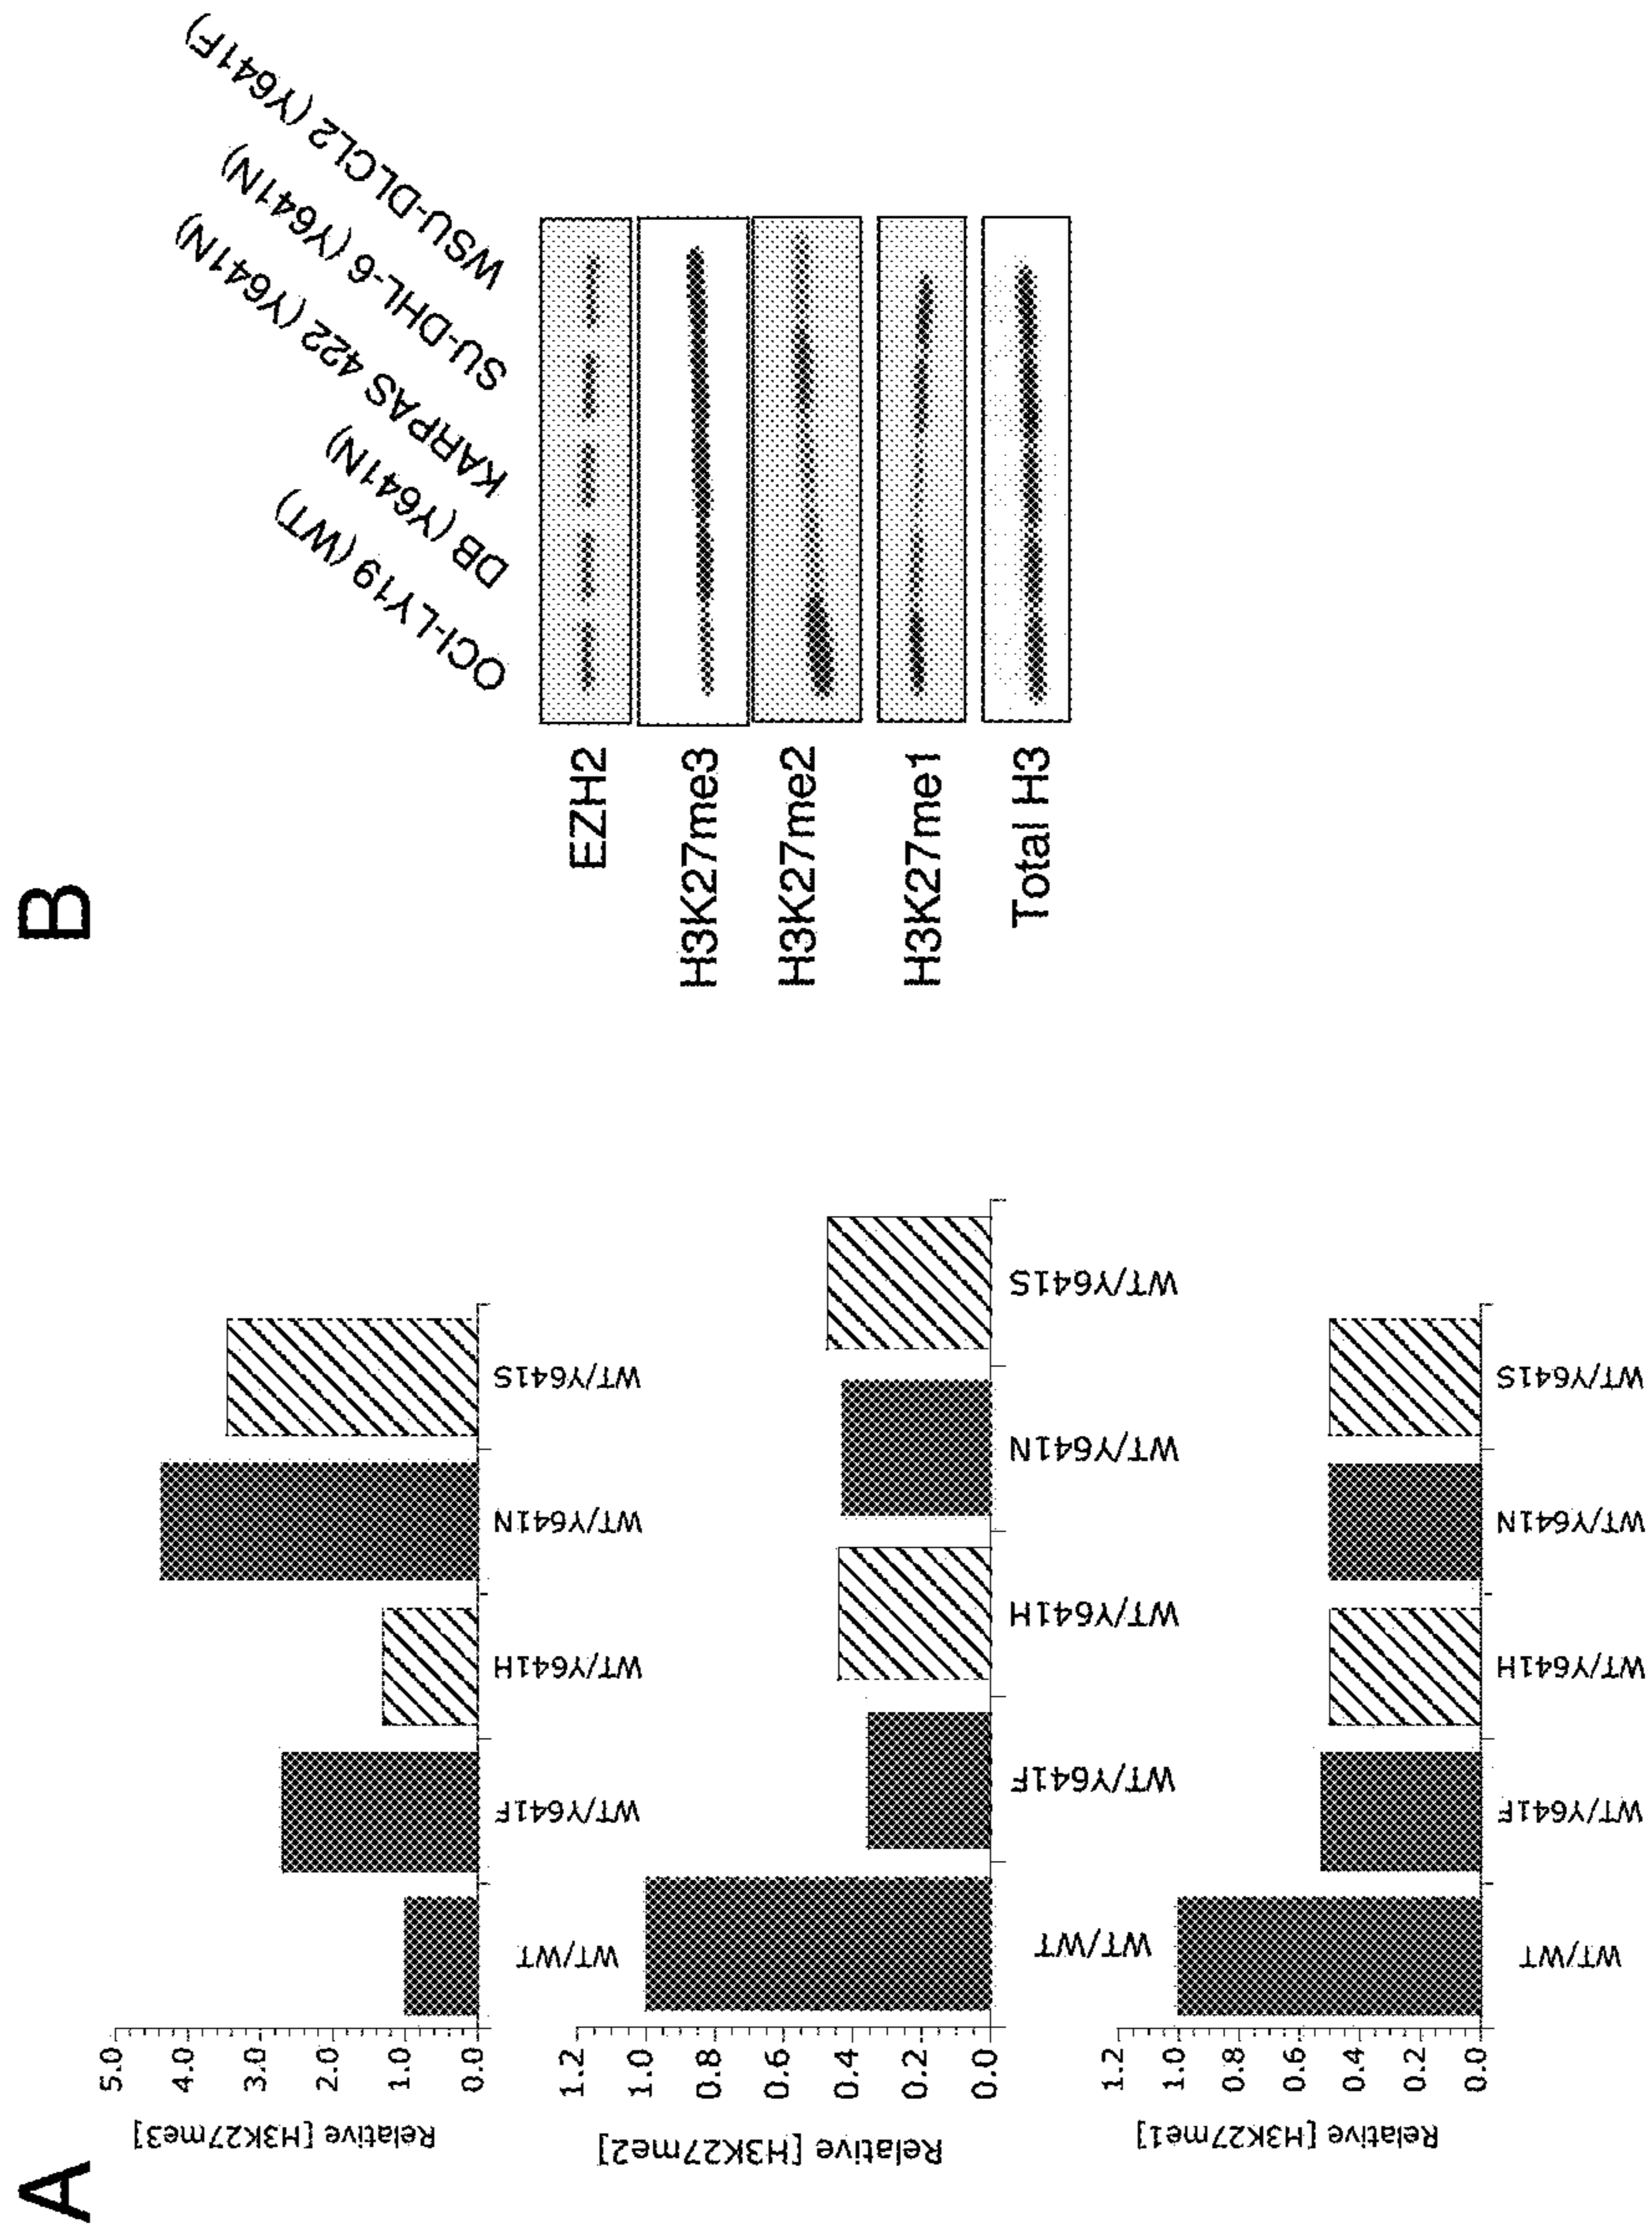 A
Relative [H3K27me3]
5.0
4.0
3.0
2.0
1.0
0.0
WT/WT
WT/Y641F
WT/Y641H
WT/Y641N
WT/Y641S
Relative [H3K27me2]
1.2
1.0
0.8
0.6
0.4
0.2
0.0
WT/WT
WT/Y641F
WT/Y641H
WT/Y641N
WT/Y641S
Relative [H3K27me1]
1.2
1.0
0.8
0.6
0.4
0.2
0.0
WT/WT
WT/Y641F
WT/Y641H
WT/Y641N
WT/Y641S
B
OCI-LY19 (WT)
DB (Y641N)
KARPAS 422 (Y641N)
SU-DHL-6 (Y641N)
WSU-DLCL2 (Y641F)
EZH2
H3K27me3
H3K27me2
H3K27me1
Total H3